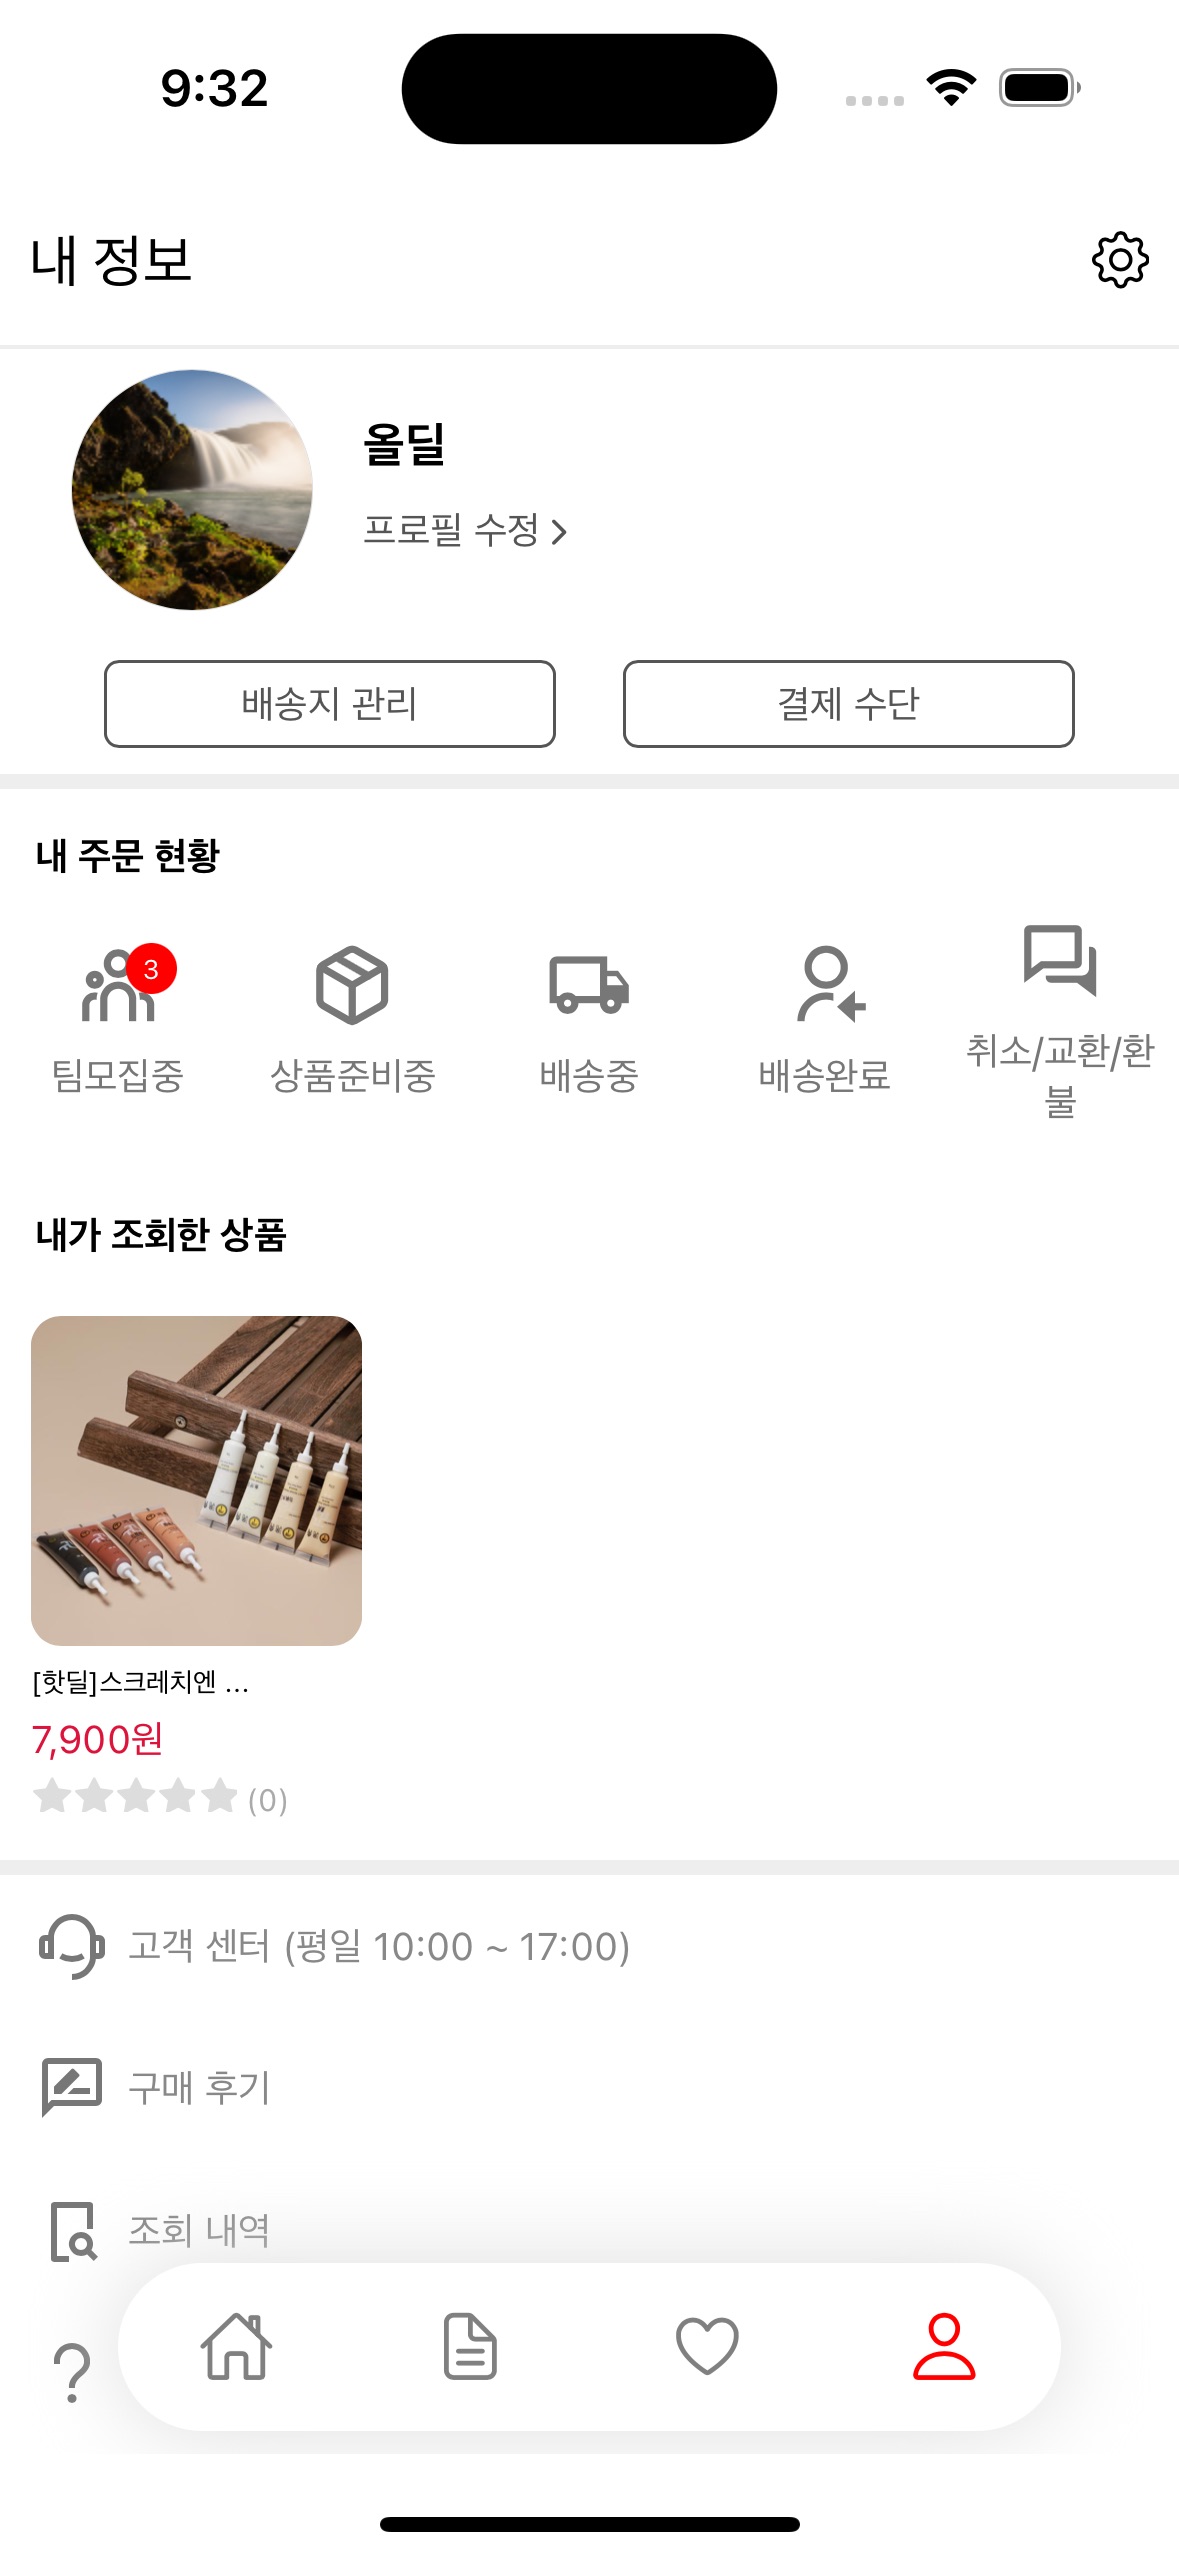 9:32
내 정보
올딜
프로필 수정
배송지 관리
결제 수단
내 주문 현황
3
팀모집중
상품준비중
배송중
배송완료
취소/교환/환
불
내가 조회한 상품
[핫딜]스크레치엔 ...
7,900원
(0)
고객 센터 (평일 10:00 ~ 17:00)
구매 후기
조회 내역